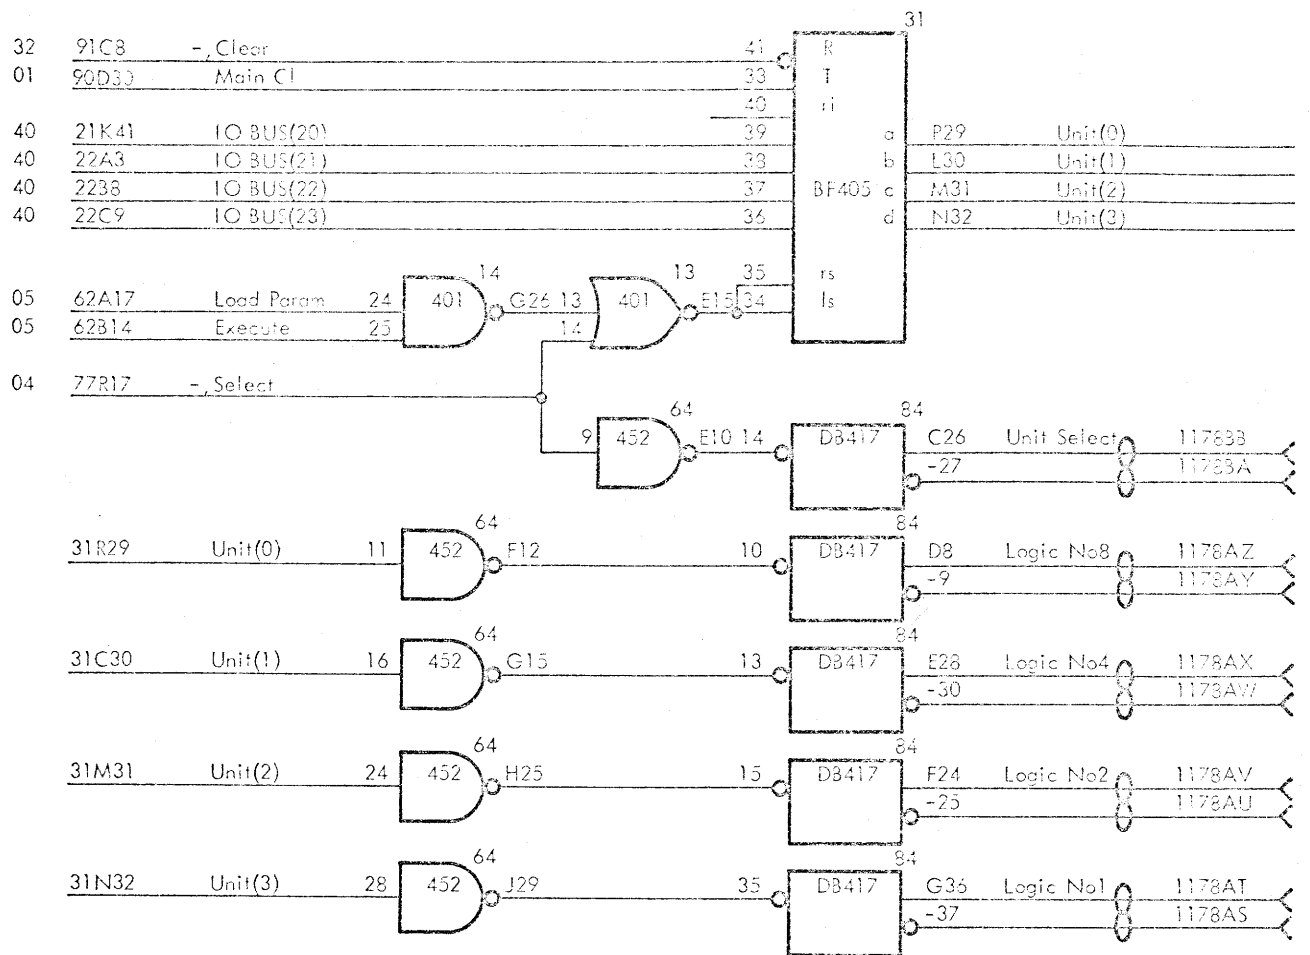 31
32 91C8 -,Clear 41 R
01 90D30 Main Cl 33 T
40 ri
40 21K41 IO BUS(20) 39 a P29 Unit(0)
40 22A3 IO BUS(21) 38 b L30 Unit(1)
40 22B8 IO BUS(22) 37 BF405 c M31 Unit(2)
40 22C9 IO BUS(23) 36 d N32 Unit(3)
14 13 35 rs
05 62A17 Load Param 24 401 G26 13 401 E15 34 ls
05 62B14 Execute 25 14
04 77R17 -,Select
64 84
9 452 E10 14 DB417 C26 Unit Select 1178BB
-27 1178BA
64 84
31R29 Unit(0) 11 452 F12 10 DB417 D8 Logic No8 1178AZ
-9 1178AY
64 84
31C30 Unit(1) 16 452 G15 13 DB417 E28 Logic No4 1178AX
-30 1178AW
64 84
31M31 Unit(2) 24 452 H25 15 DB417 F24 Logic No2 1178AV
-25 1178AU
64 84
31N32 Unit(3) 28 452 J29 35 DB417 G36 Logic No1 1178AT
-37 1178AS